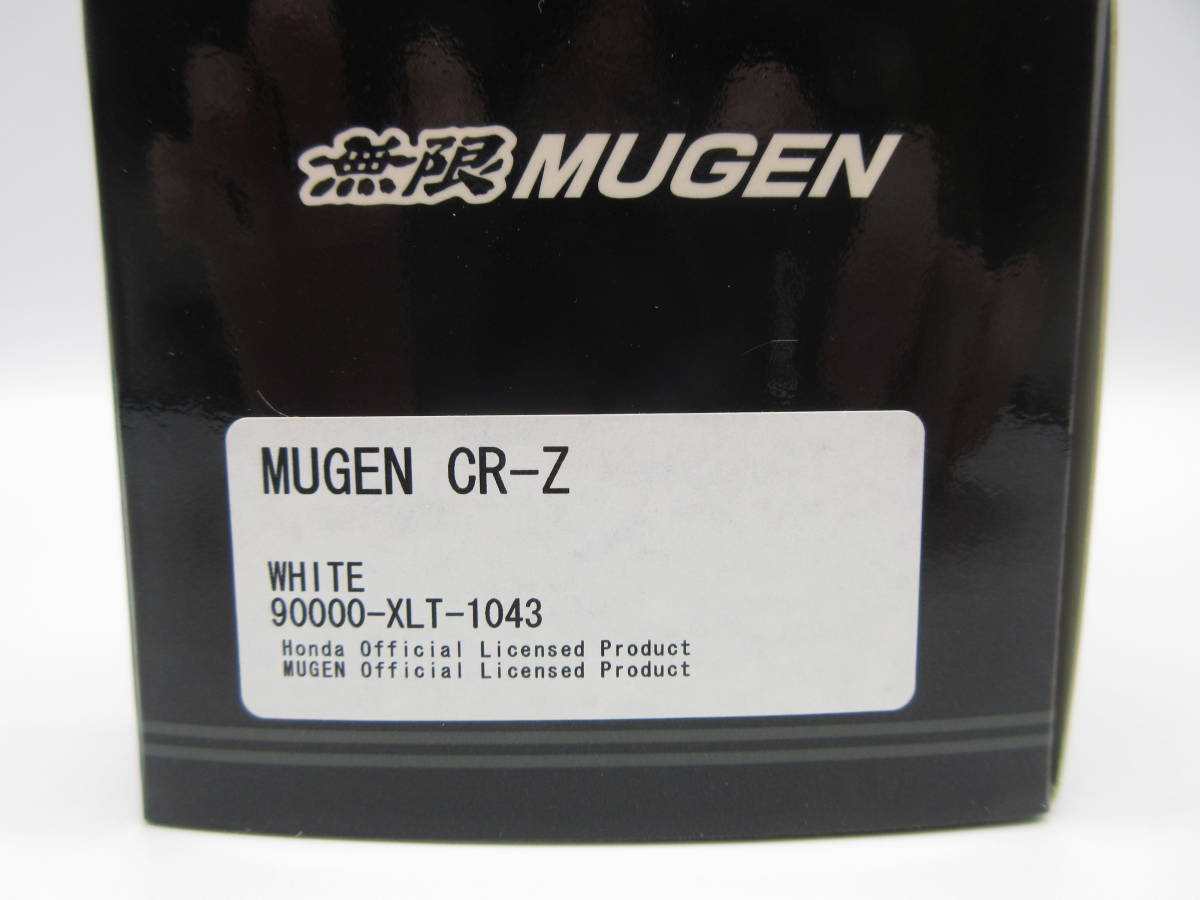 無限 MUGEN
MUGEN CR-Z
WHITE
90000-XLT-1043
Honda Official Licensed Product
MUGEN Official Licensed Product